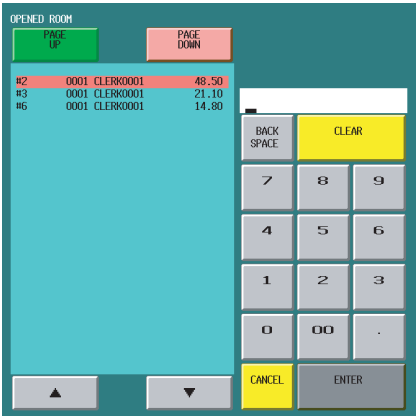 OPENED ROOM
PAGE UP
PAGE DOWN
#2 0001 CLERK0001 48.50
#3 0001 CLERK0001 21.10
#6 0001 CLERK0001 14.80
BACK SPACE
CLEAR
7 8 9
4 5 6
1 2 3
0 00 .
CANCEL ENTER